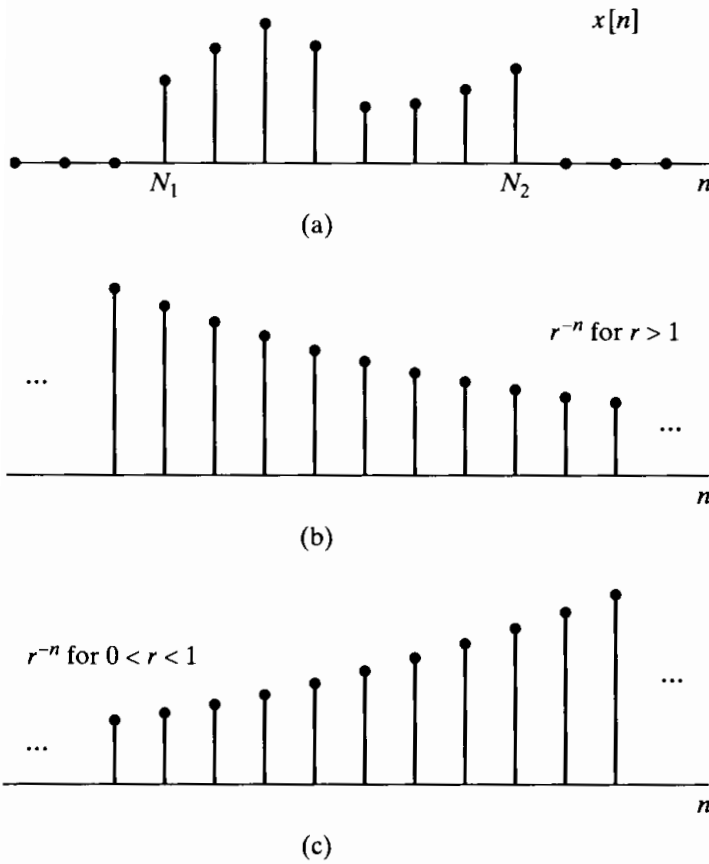 x[n]
N₁ N₂ n
(a)
r⁻ⁿ for r > 1
... ...
n
(b)
r⁻ⁿ for 0 < r < 1
... ...
n
(c)